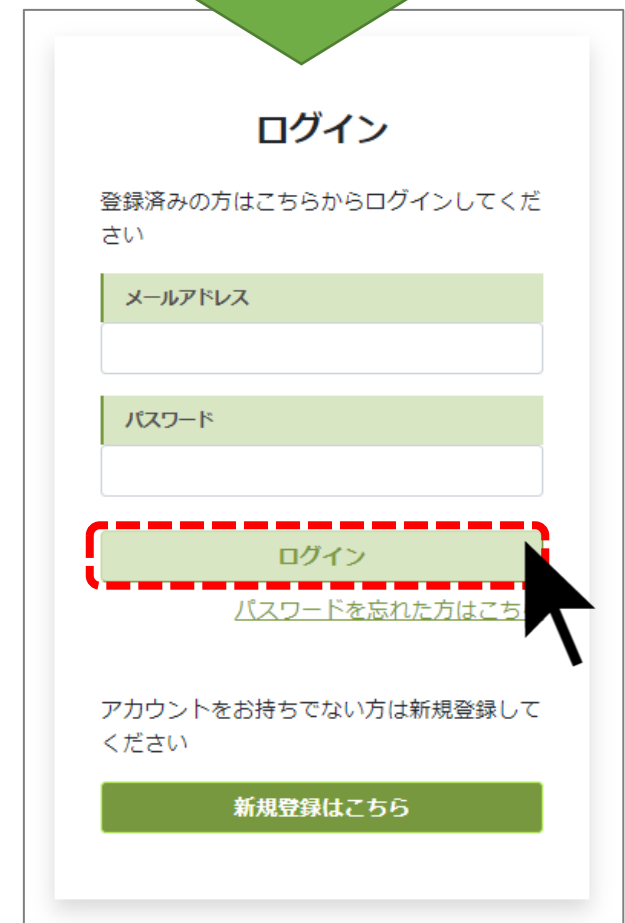 ログイン
登録済みの方はこちらからログインしてくだ
さい
メールアドレス
パスワード
ログイン
パスワードを忘れた方はこち
アカウントをお持ちでない方は新規登録して
ください
新規登録はこちら